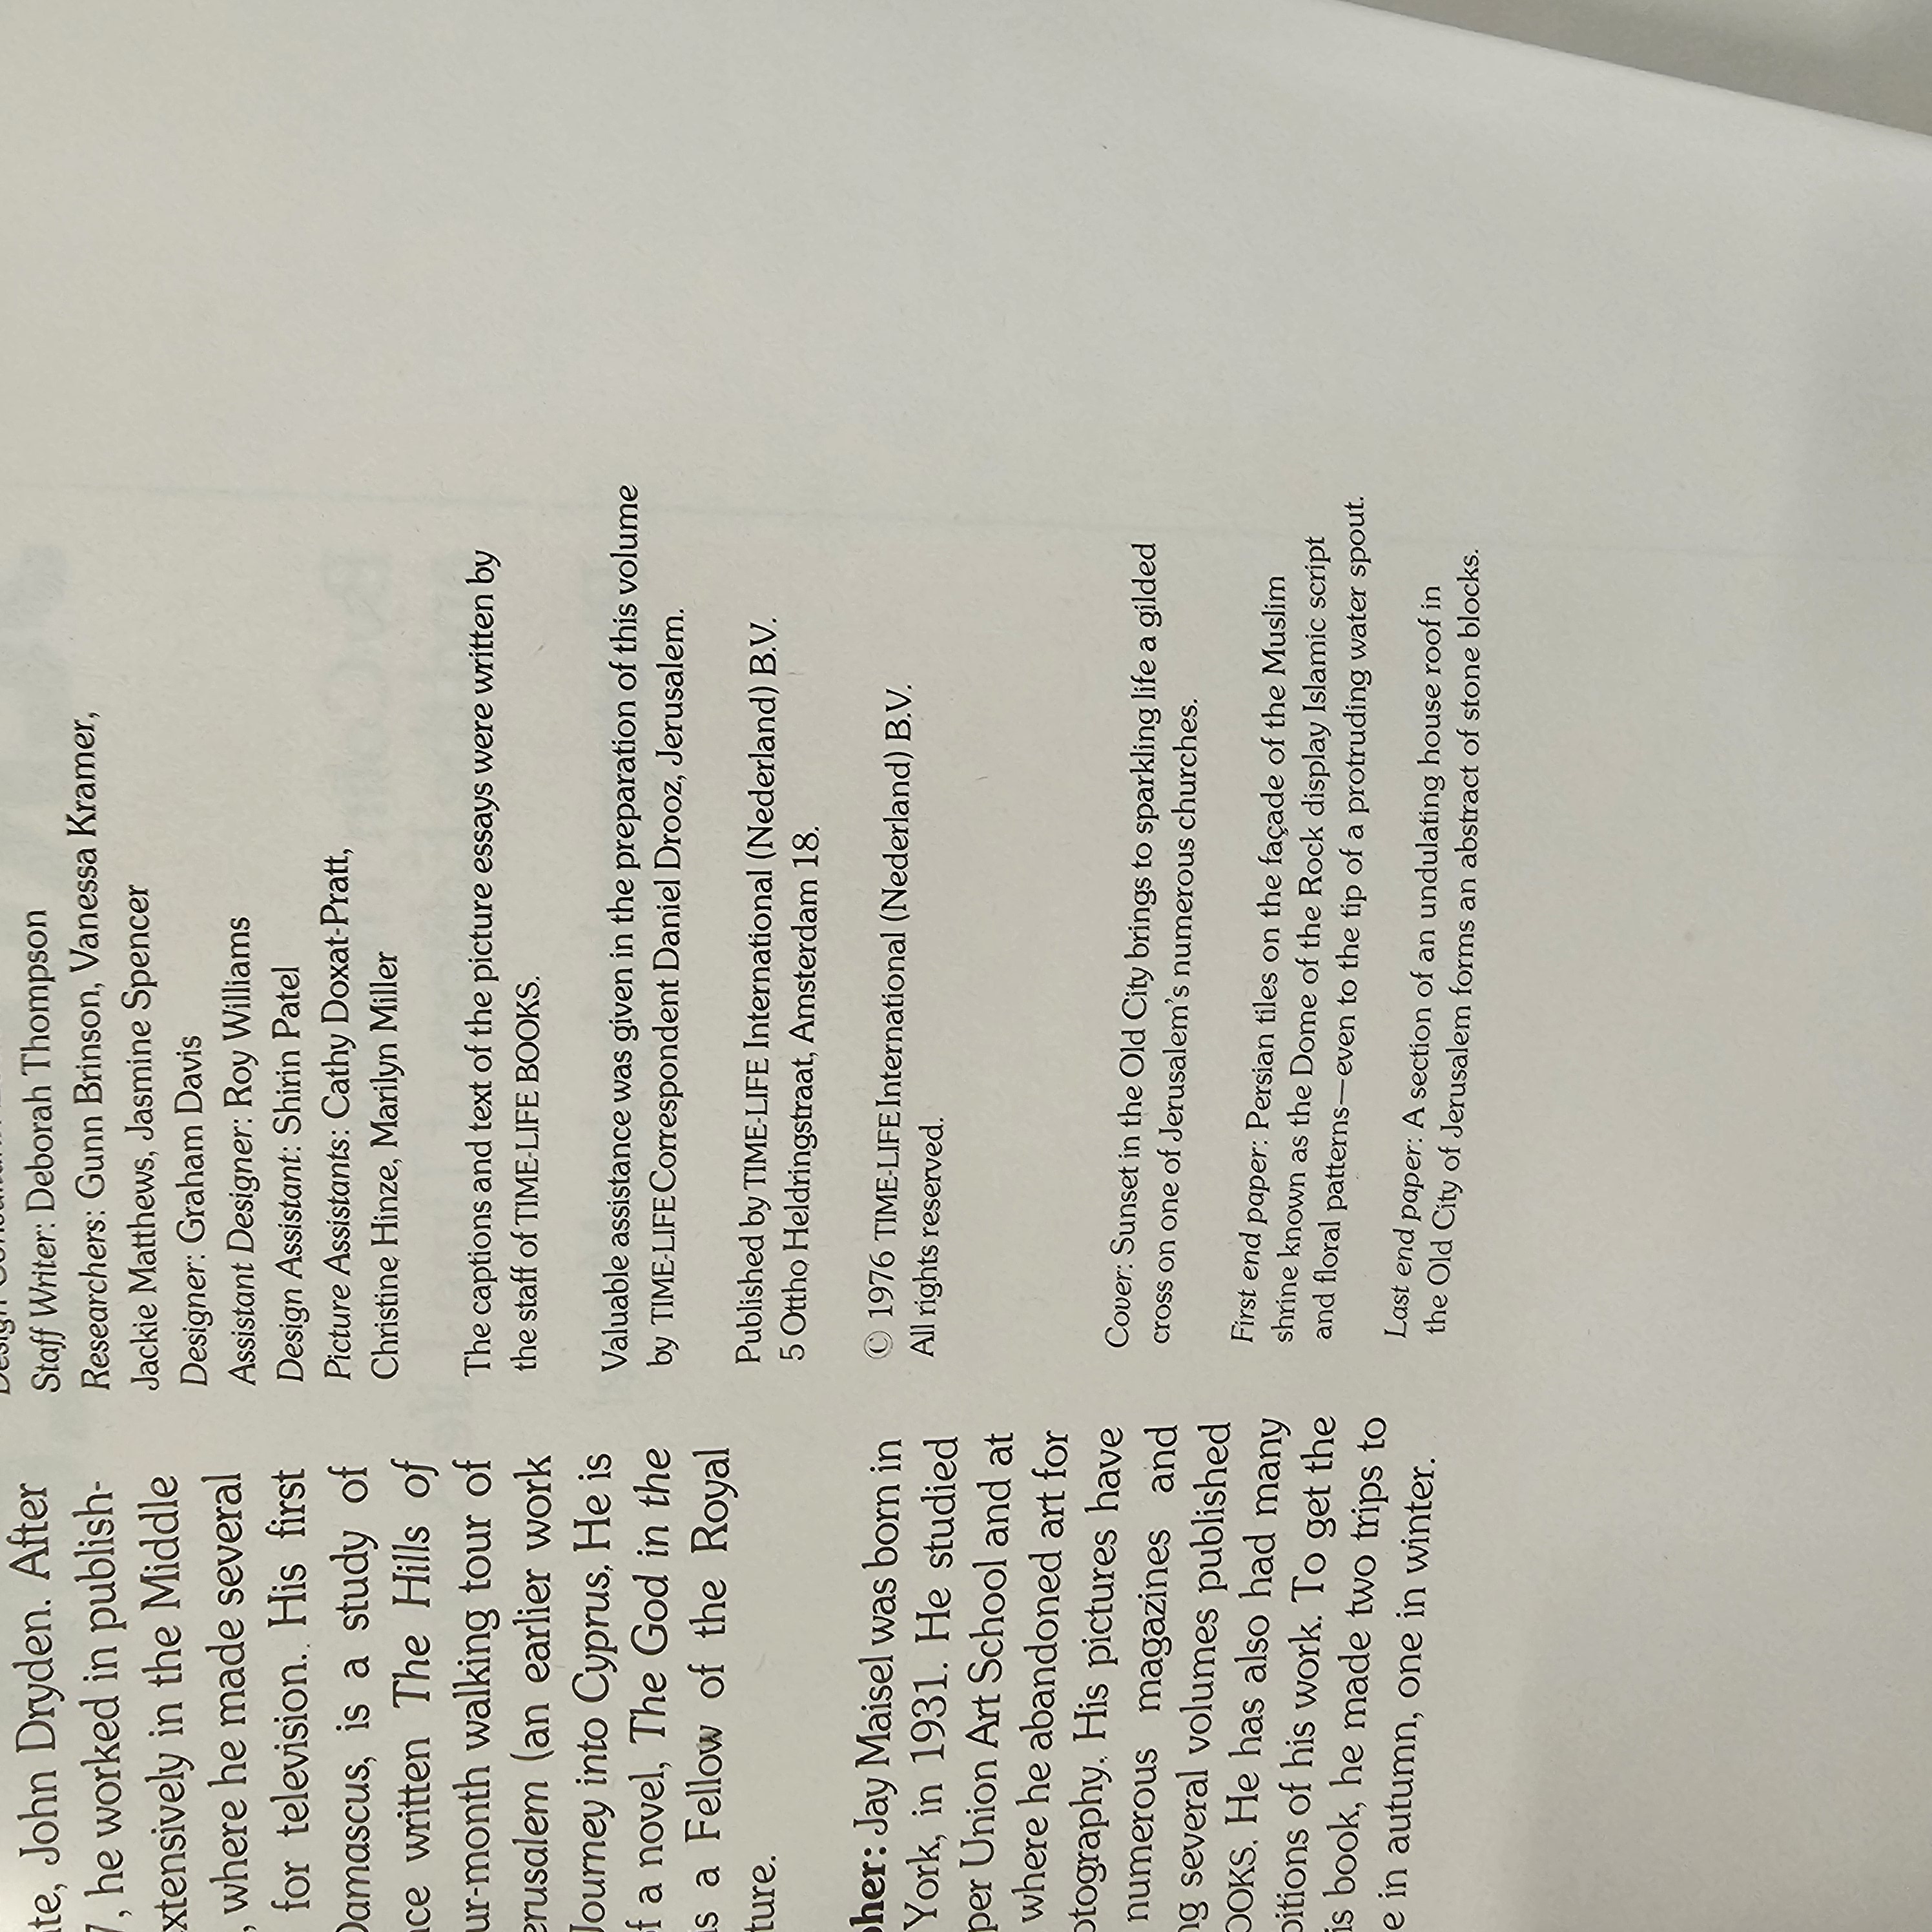 te, John Dryden. After
7, he worked in publish-
xtensively in the Middle
, where he made several
for television. His first
Damascus, is a study of
ce written The Hills of
ur-month walking tour of
erusalem (an earlier work
Journey into Cyprus. He is
f a novel, The God in the
is a Fellow of the Royal
ture.
pher: Jay Maisel was born in
York, in 1931. He studied
per Union Art School and at
where he abandoned art for
otography. His pictures have
numerous magazines and
ng several volumes published
OOKS. He has also had many
bitions of his work. To get the
is book, he made two trips to
e in autumn, one in winter.
Design
Staff Writer: Deborah Thompson
Researchers: Gunn Brinson, Vanessa Kramer,
Jackie Matthews, Jasmine Spencer
Designer: Graham Davis
Assistant Designer: Roy Williams
Design Assistant: Shirin Patel
Picture Assistants: Cathy Doxat-Pratt,
Christine Hinze, Marilyn Miller
The captions and text of the picture essays were written by
the staff of TIME-LIFE BOOKS.
Valuable assistance was given in the preparation of this volume
by TIME-LIFE Correspondent Daniel Drooz, Jerusalem.
Published by TIME-LIFE International (Nederland) B.V.
5 Ottho Heldringstraat, Amsterdam 18.
© 1976 TIME-LIFE International (Nederland) B.V.
All rights reserved.
Cover: Sunset in the Old City brings to sparkling life a gilded
cross on one of Jerusalem's numerous churches.
First end paper: Persian tiles on the façade of the Muslim
shrine known as the Dome of the Rock display Islamic script
and floral patterns—even to the tip of a protruding water spout.
Last end paper: A section of an undulating house roof in
the Old City of Jerusalem forms an abstract of stone blocks.